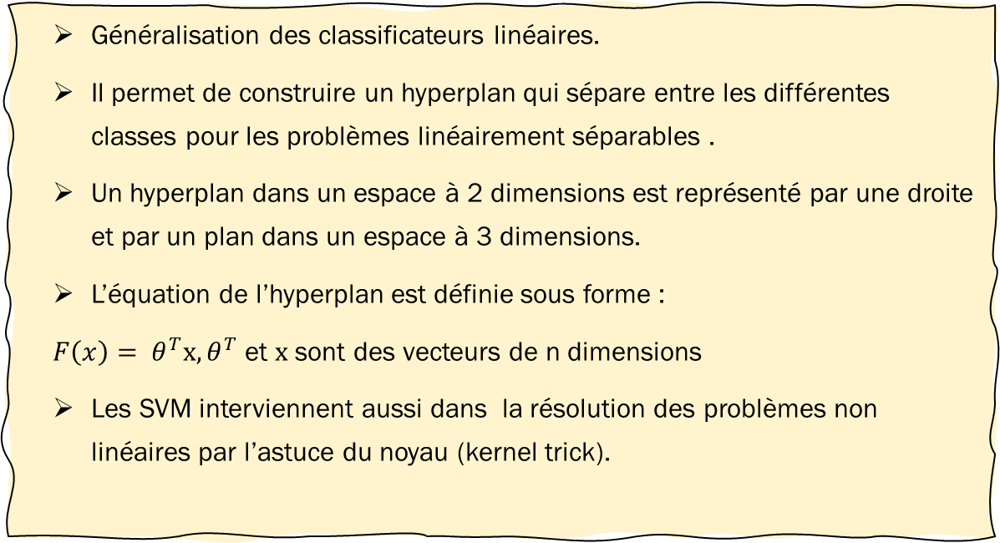 ➢ Généralisation des classificateurs linéaires.
➢ Il permet de construire un hyperplan qui sépare entre les différentes
classes pour les problèmes linéairement séparables .
➢ Un hyperplan dans un espace à 2 dimensions est représenté par une droite
et par un plan dans un espace à 3 dimensions.
➢ L’équation de l’hyperplan est définie sous forme :
𝐹(𝑥) = 𝜃ᵀx, 𝜃ᵀ et x sont des vecteurs de n dimensions
➢ Les SVM interviennent aussi dans la résolution des problèmes non
linéaires par l’astuce du noyau (kernel trick).